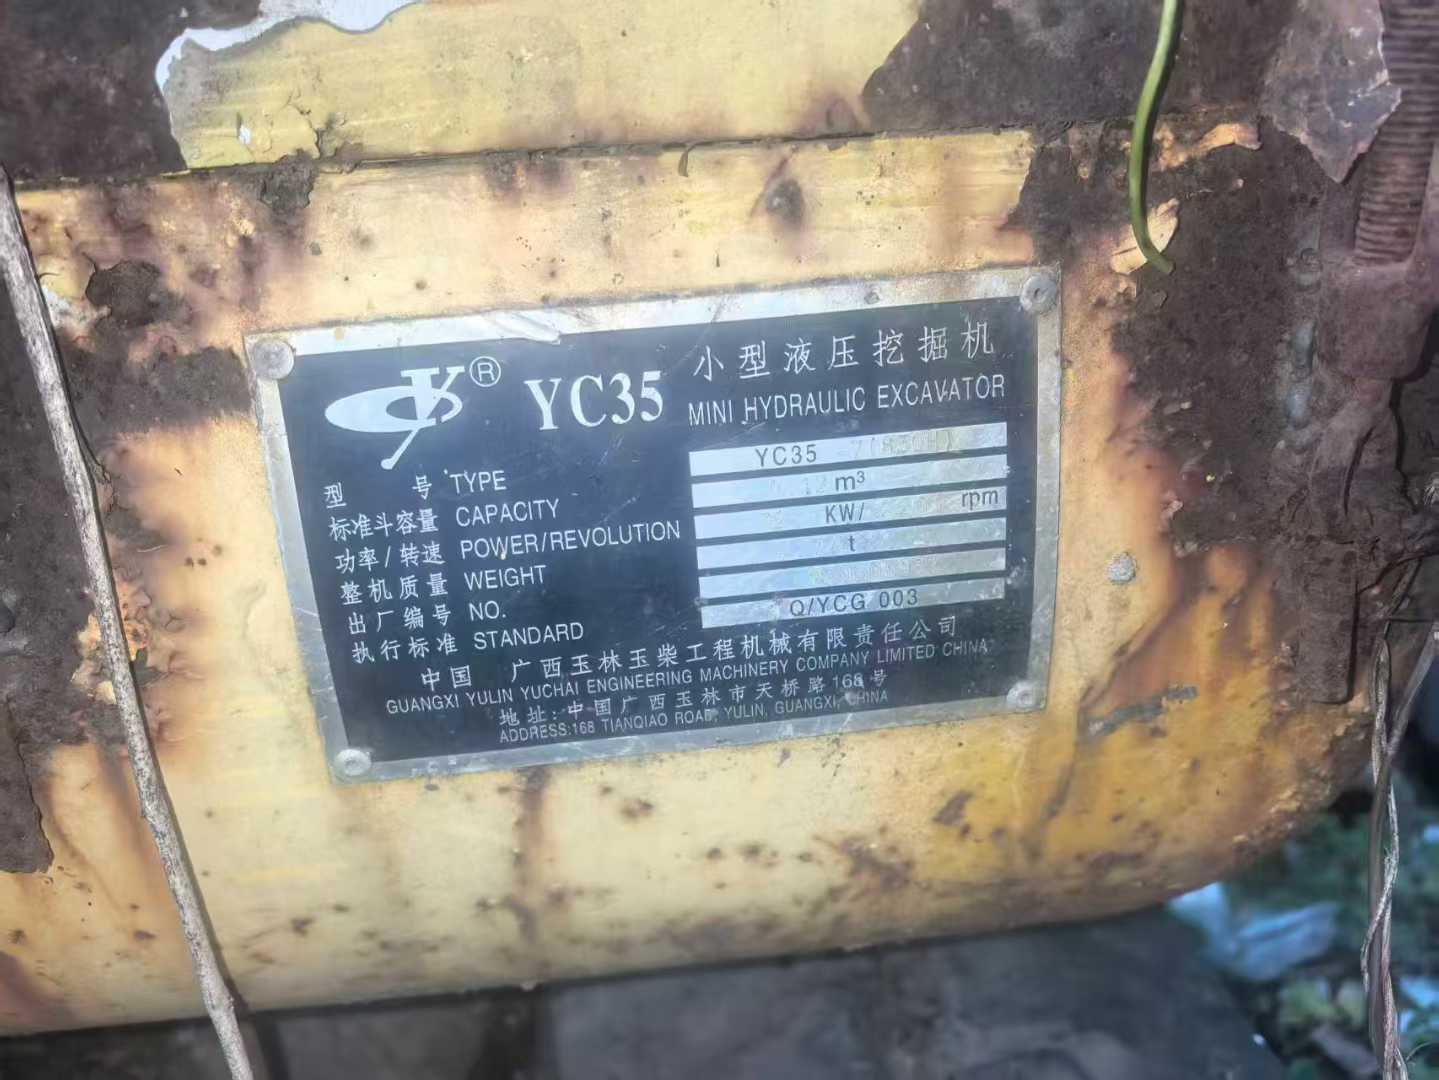 ® YC35 小型液压挖掘机
MINI HYDRAULIC EXCAVATOR
型 号 TYPE YC35
标准斗容量 CAPACITY m³
功率/转速 POWER/REVOLUTION KW/ rpm
整机质量 WEIGHT t
出厂编号 NO.
执行标准 STANDARD Q/YCG 003
中国 广西玉林玉柴工程机械有限责任公司
GUANGXI YULIN YUCHAI ENGINEERING MACHINERY COMPANY LIMITED CHINA
地址:中国广西玉林市天桥路168号
ADDRESS:168 TIANQIAO ROAD, YULIN, GUANGXI, CHINA